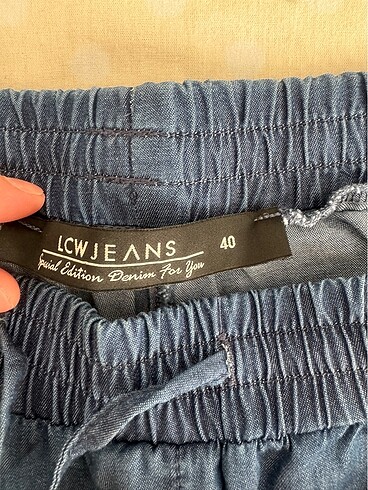 LCWJEANS 40
Special Edition Denim For You